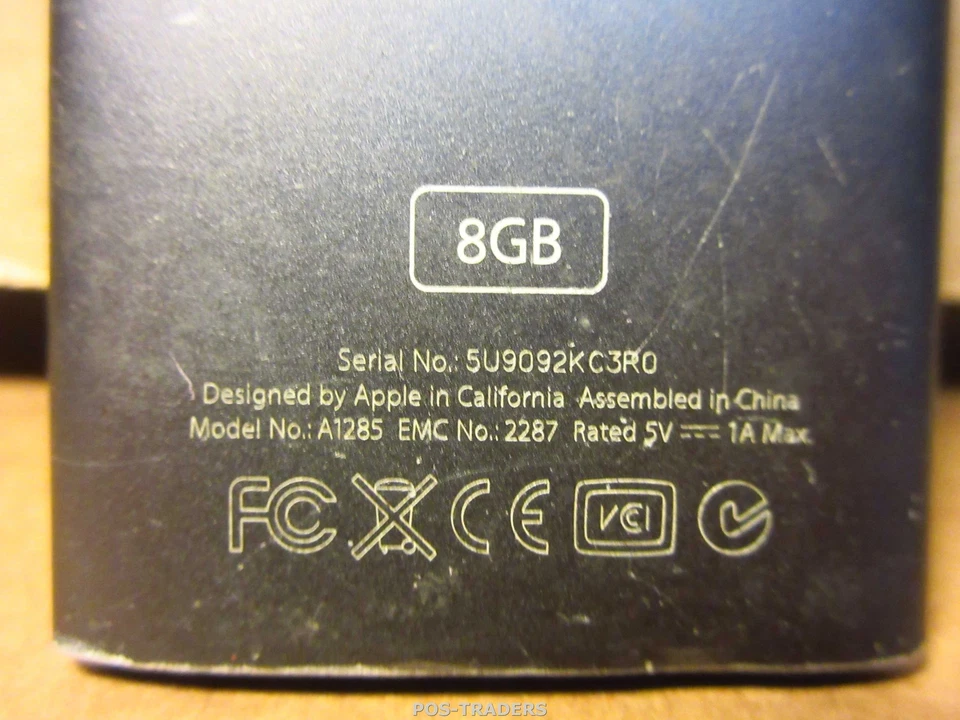 8GB
Serial No.: 5U9092KC3R0
Designed by Apple in California Assembled in China
Model No.: A1285 EMC No.: 2287 Rated 5V ⎓ 1A Max.
FC CE VCI
POS-TRADERS